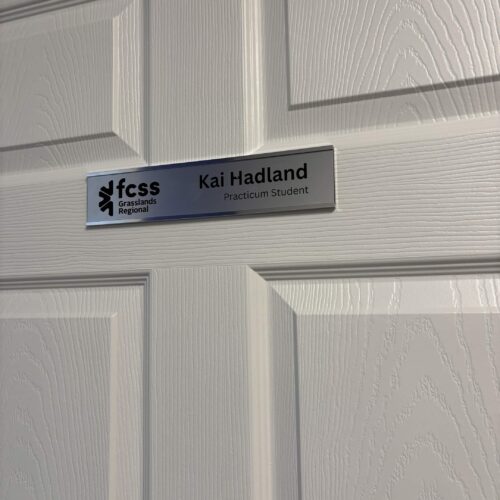 fcss
Grasslands
Regional
Kai Hadland
Practicum Student